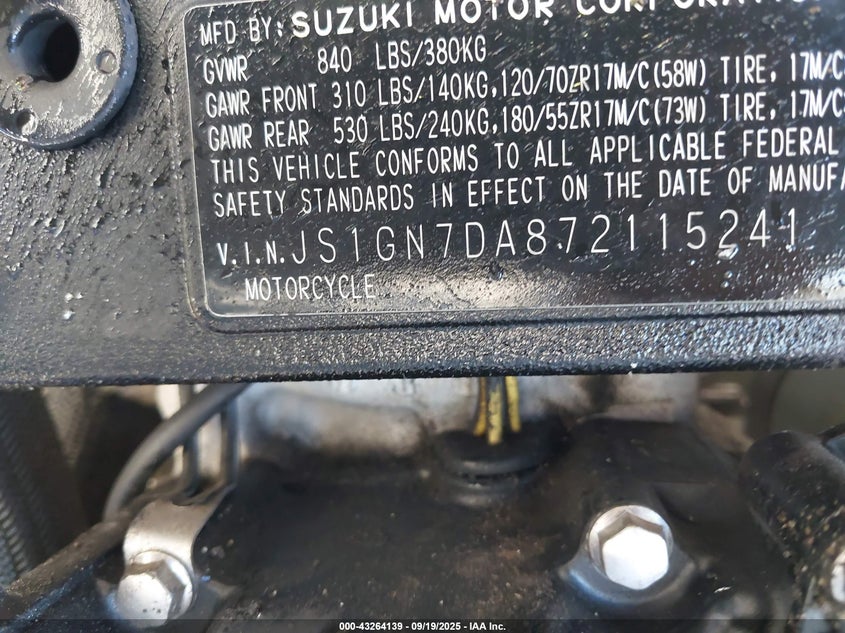 MFD BY: SUZUKI MOTOR CORPORATIO
GVWR 840 LBS/380KG
GAWR FRONT 310 LBS/140KG,120/70ZR17M/C(58W) TIRE, 17M/C
GAWR REAR 530 LBS/240KG,180/55ZR17M/C(73W) TIRE, 17M/C
THIS VEHICLE CONFORMS TO ALL APPLICABLE FEDERAL
SAFETY STANDARDS IN EFFECT ON THE DATE OF MANUFA
V.I.N. JS1GN7DA872115241
MOTORCYCLE
000-43264139 - 09/19/2025 - IAA Inc.